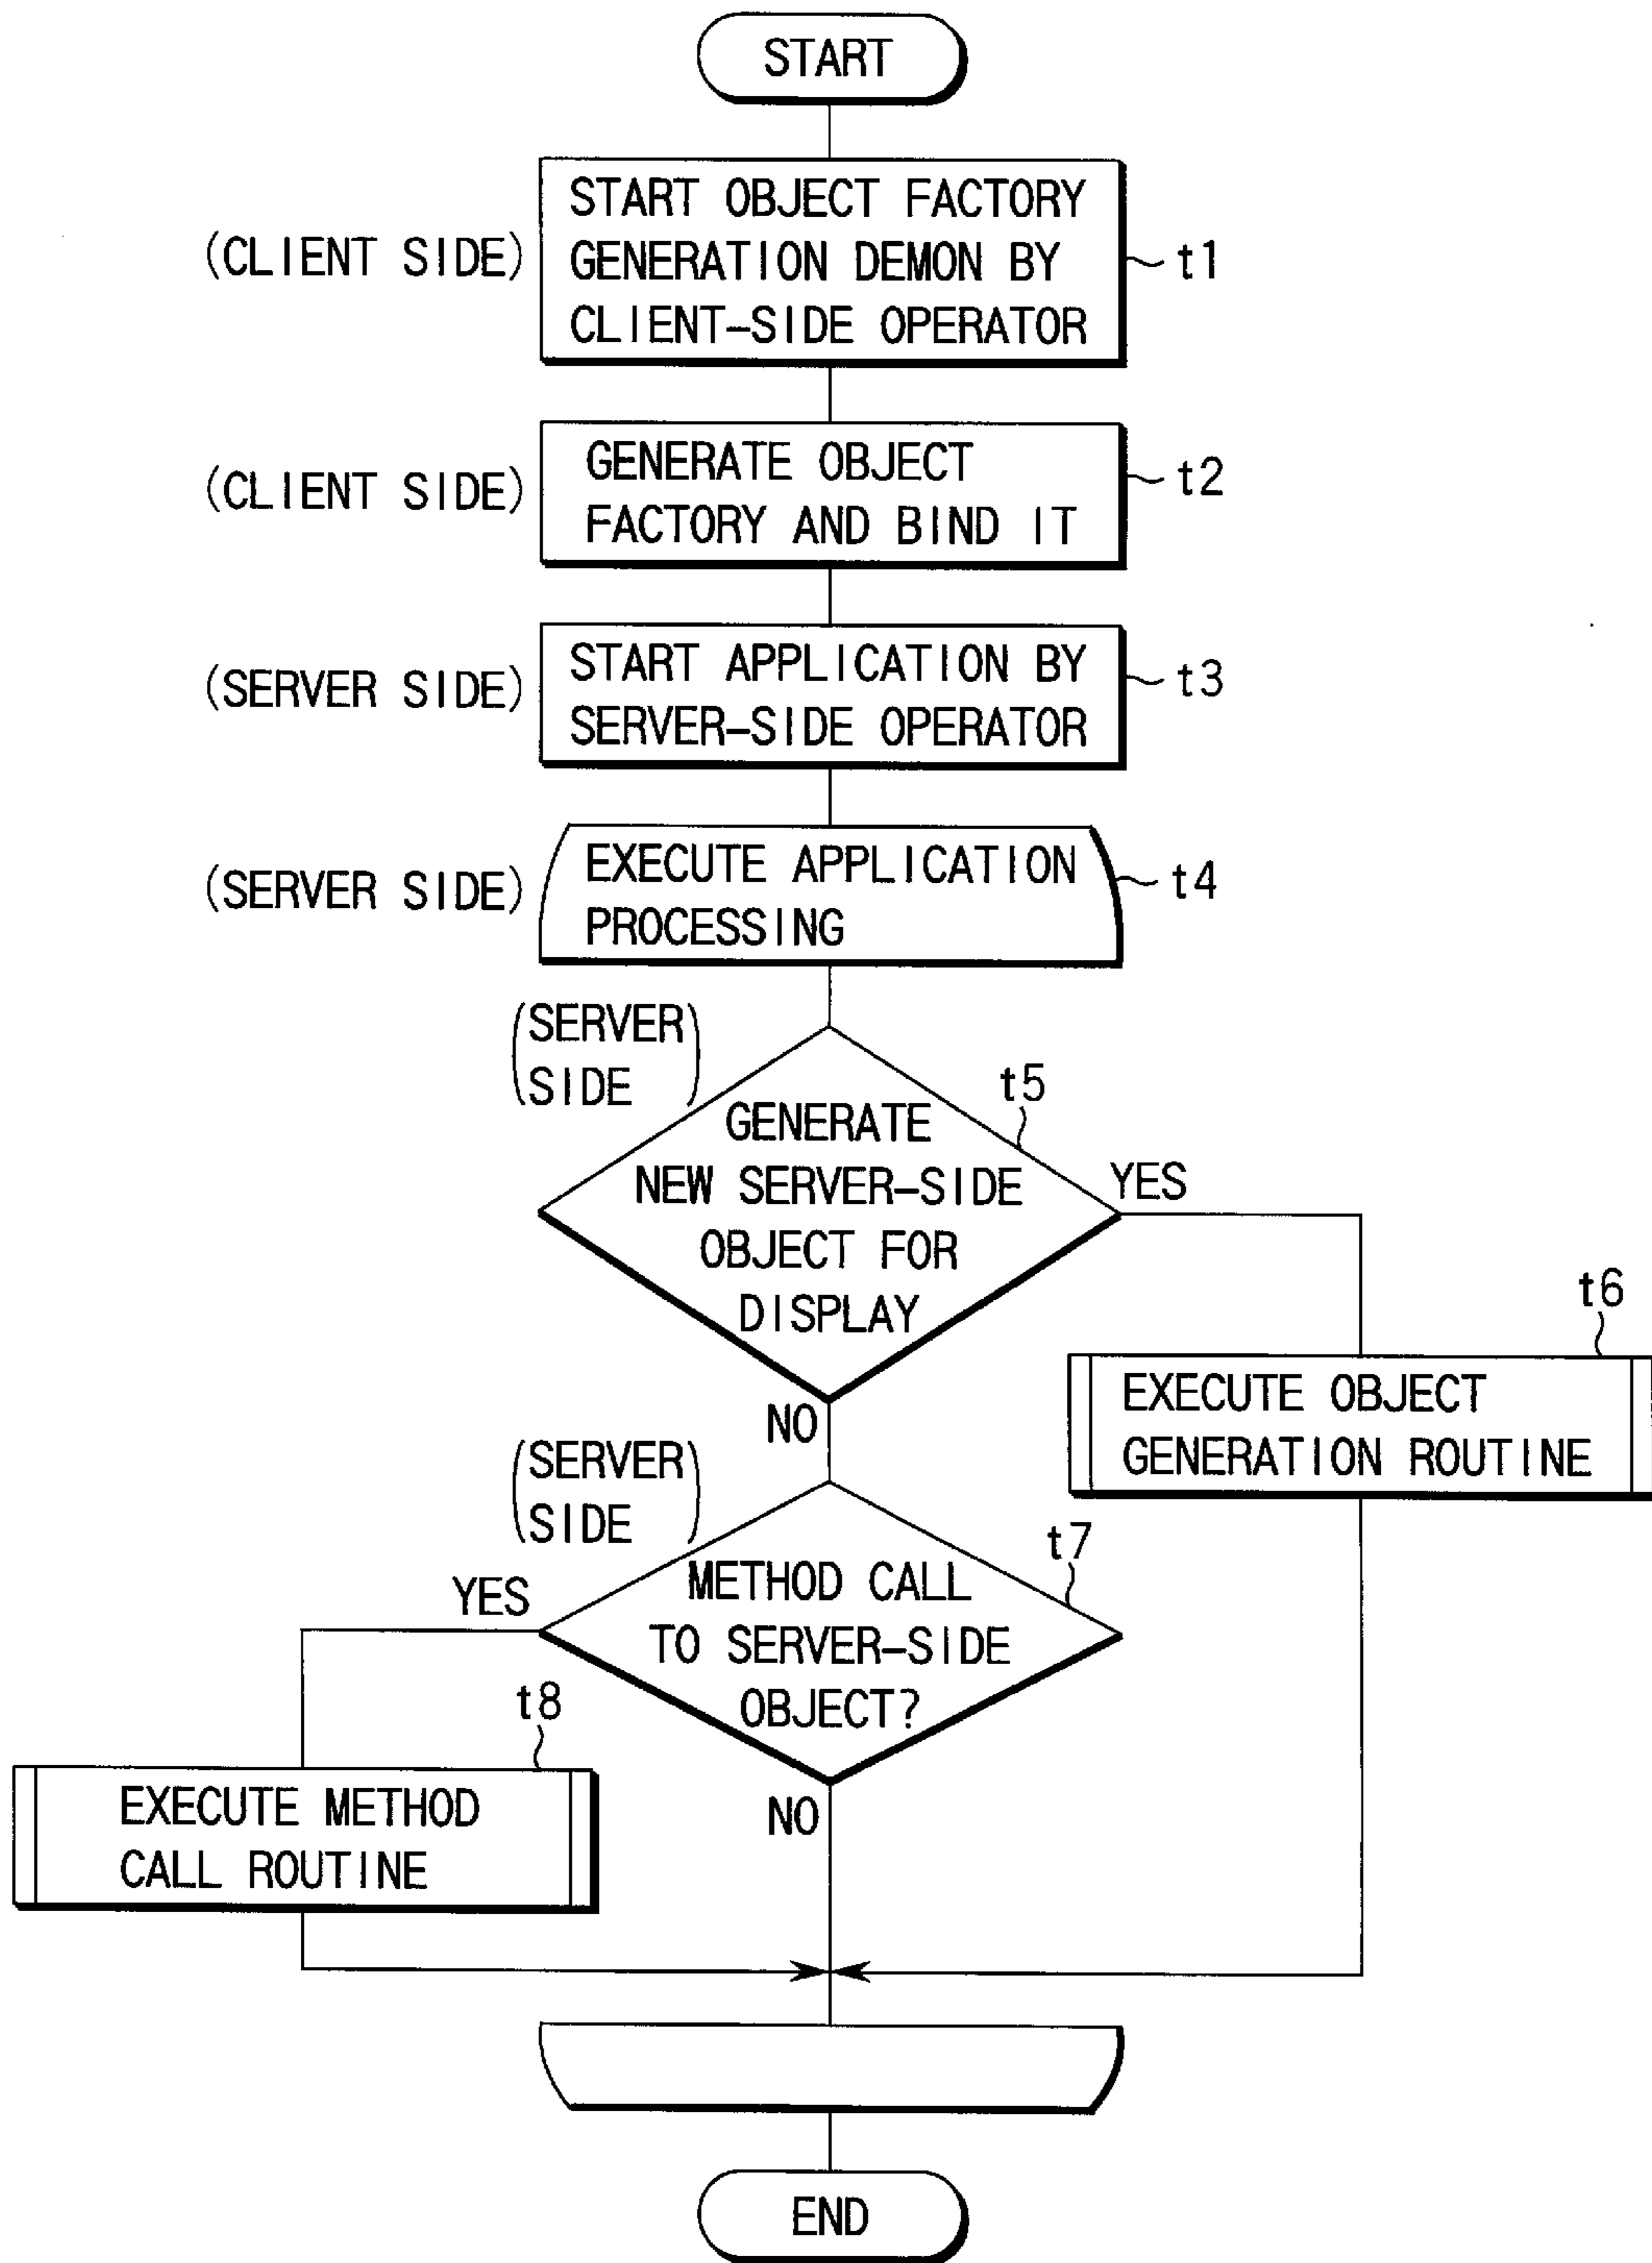 START
(CLIENT SIDE)
START OBJECT FACTORY
GENERATION DEMON BY
CLIENT-SIDE OPERATOR
t1
(CLIENT SIDE)
GENERATE OBJECT
FACTORY AND BIND IT
t2
(SERVER SIDE)
START APPLICATION BY
SERVER-SIDE OPERATOR
t3
(SERVER SIDE)
EXECUTE APPLICATION
PROCESSING
t4
(SERVER
SIDE)
t5
GENERATE
NEW SERVER-SIDE
OBJECT FOR
DISPLAY
YES
NO
t6
EXECUTE OBJECT
GENERATION ROUTINE
(SERVER
SIDE)
t7
METHOD CALL
TO SERVER-SIDE
OBJECT?
YES
NO
t8
EXECUTE METHOD
CALL ROUTINE
END